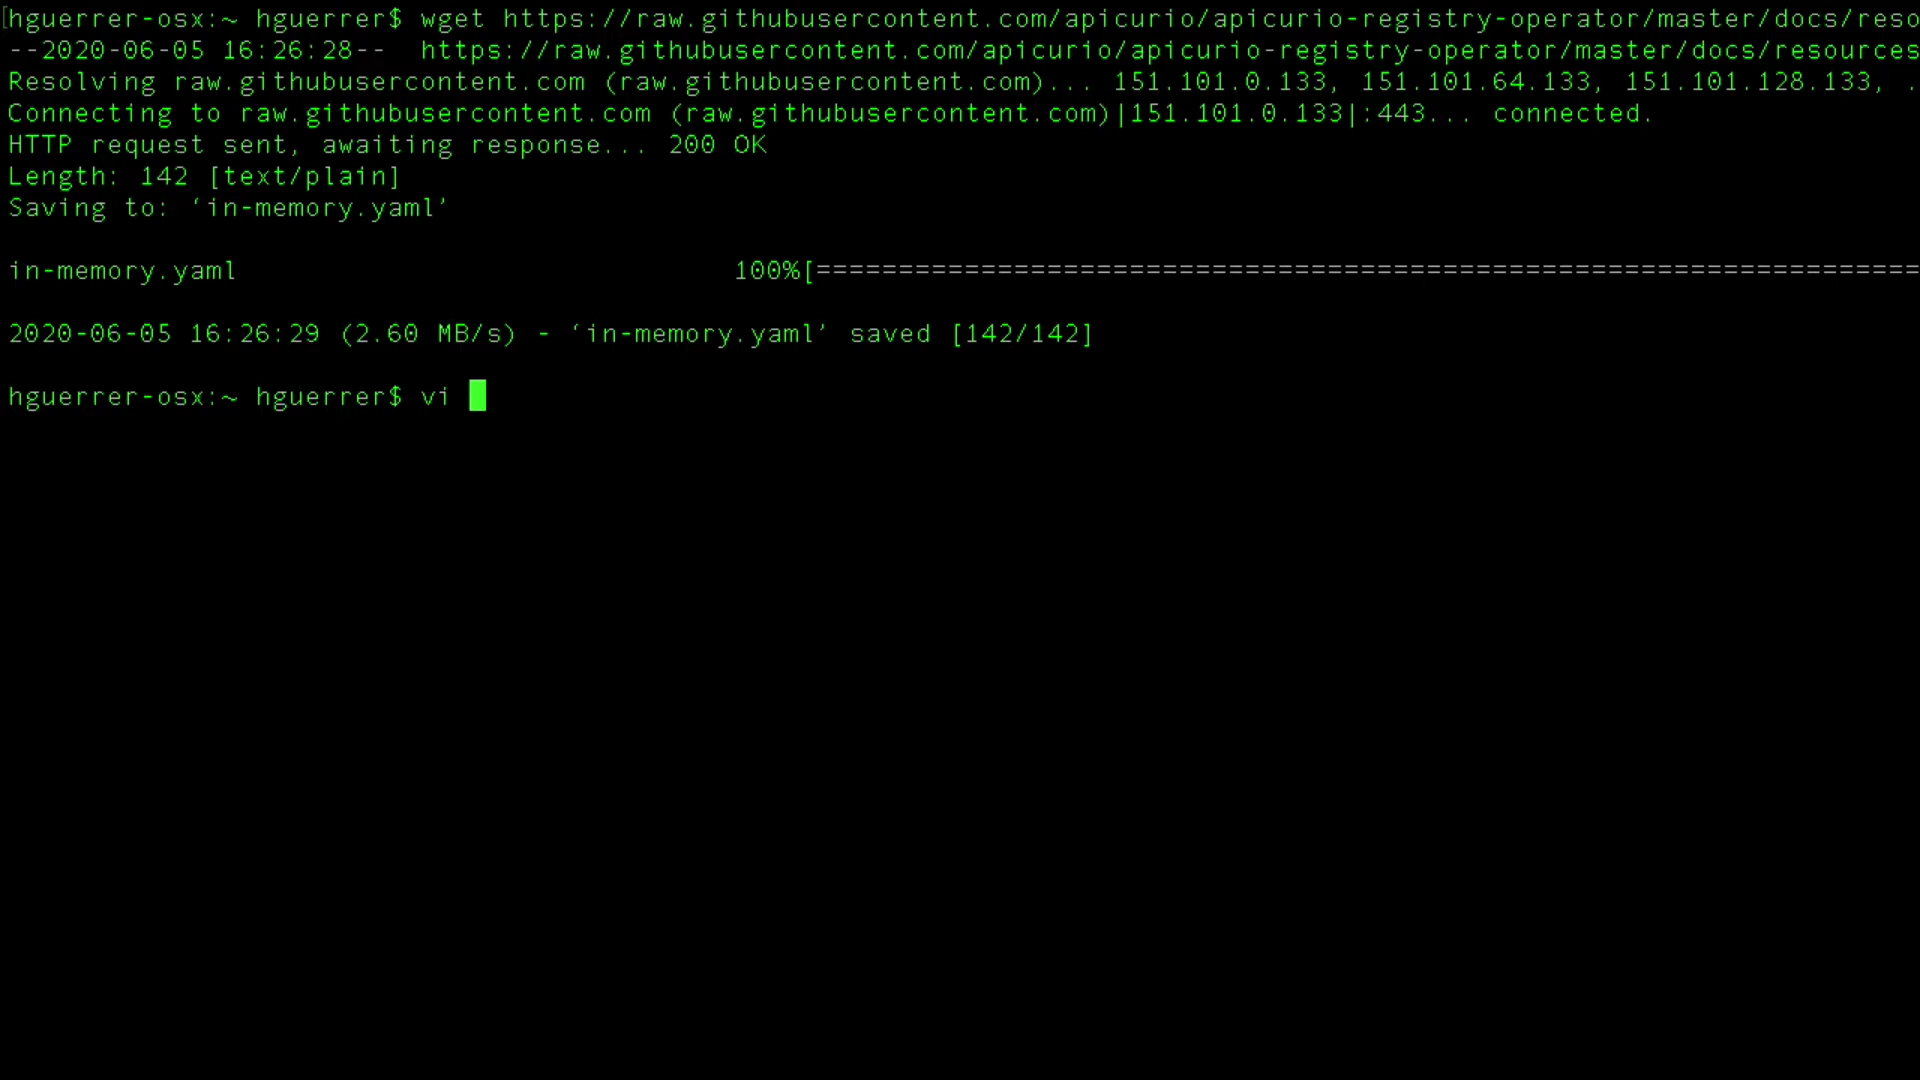 [hguerrer-osx:~ hguerrer$ wget https://raw.githubusercontent.com/apicurio/apicurio-registry-operator/master/docs/reso
--2020-06-05 16:26:28--  https://raw.githubusercontent.com/apicurio/apicurio-registry-operator/master/docs/resources
Resolving raw.githubusercontent.com (raw.githubusercontent.com)... 151.101.0.133, 151.101.64.133, 151.101.128.133, .
Connecting to raw.githubusercontent.com (raw.githubusercontent.com)|151.101.0.133|:443... connected.
HTTP request sent, awaiting response... 200 OK
Length: 142 [text/plain]
Saving to: ‘in-memory.yaml’
in-memory.yaml 100%[===================================================================
2020-06-05 16:26:29 (2.60 MB/s) - ‘in-memory.yaml’ saved [142/142]
hguerrer-osx:~ hguerrer$ vi